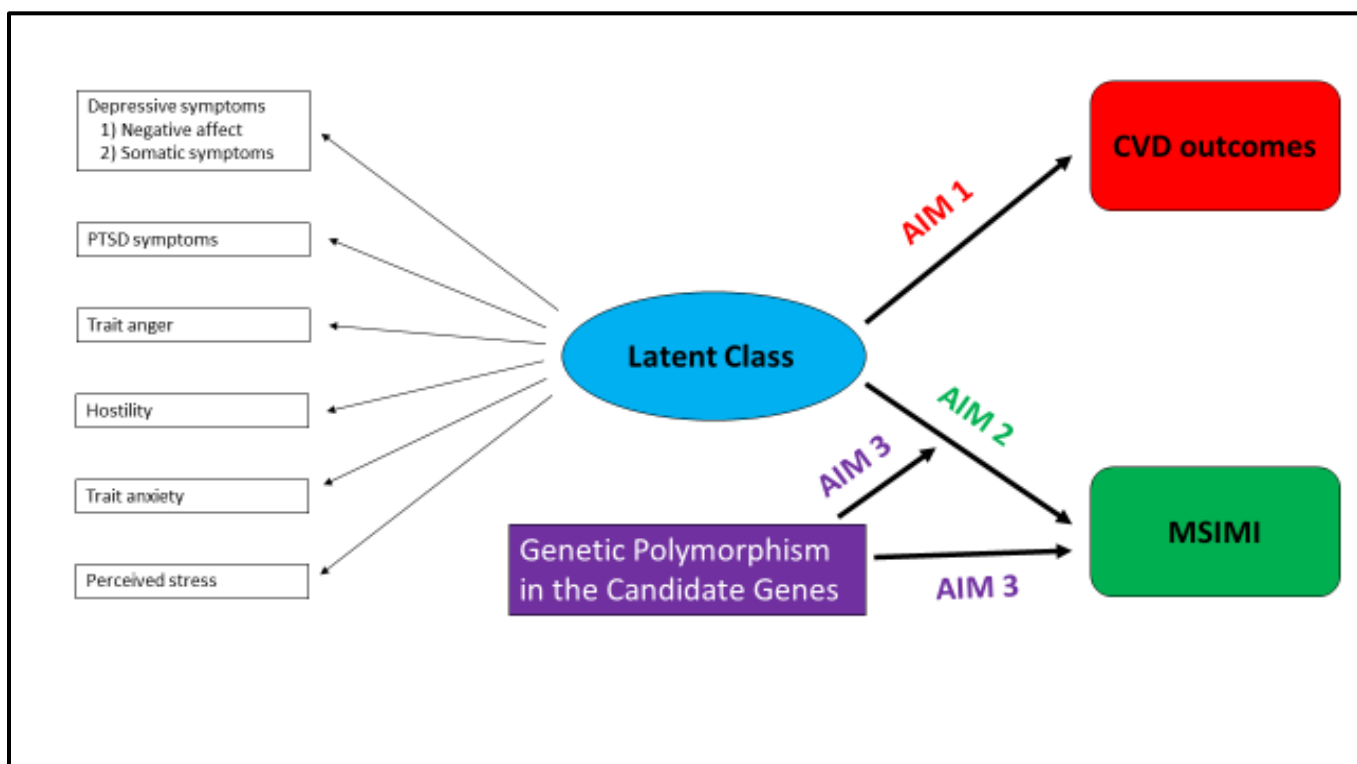 Depressive symptoms
1) Negative affect
2) Somatic symptoms
PTSD symptoms
Trait anger
Hostility
Trait anxiety
Perceived stress
Latent Class
Genetic Polymorphism
in the Candidate Genes
AIM 1
AIM 2
AIM 3
AIM 3
CVD outcomes
MSIMI